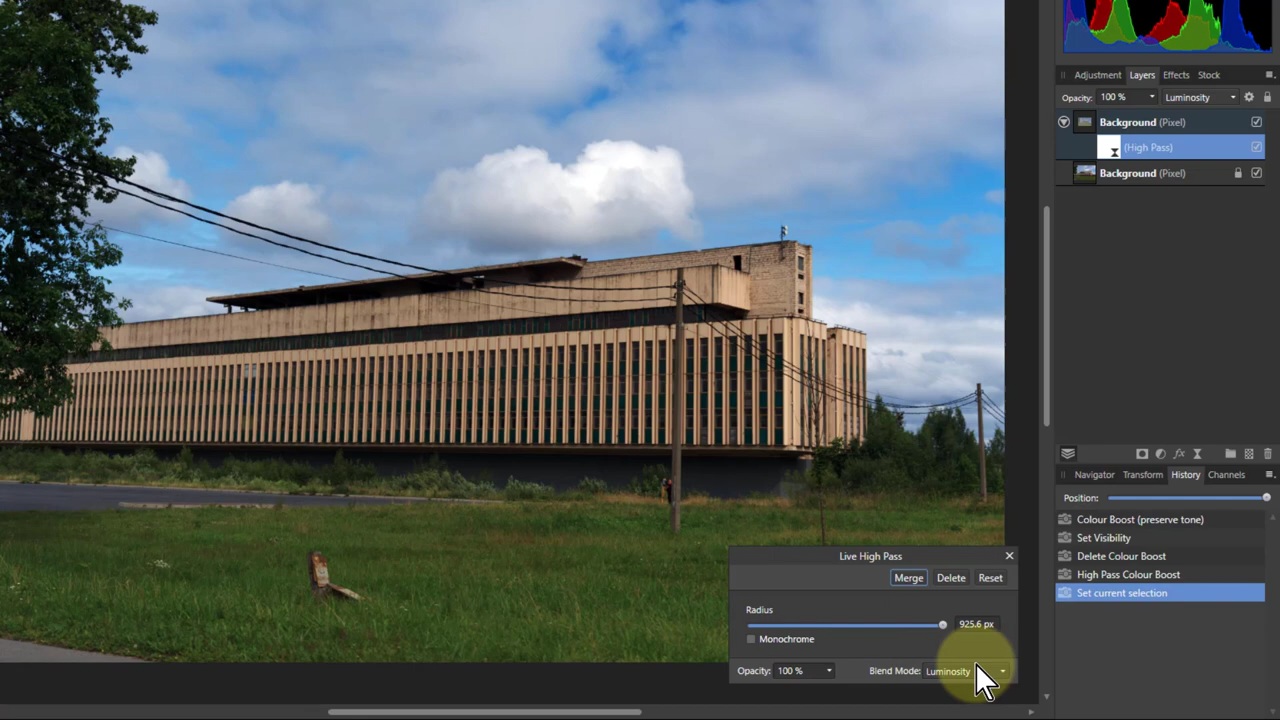 Adjustment Layers Effects Stock
Opacity: 100 % Luminosity
Background (Pixel)
(High Pass)
Background (Pixel)
Navigator Transform History Channels
Position:
Colour Boost (preserve tone)
Set Visibility
Delete Colour Boost
High Pass Colour Boost
Set current selection
Live High Pass
Merge Delete Reset
Radius
925.6 px
Monochrome
Opacity: 100 % Blend Mode: Luminosity